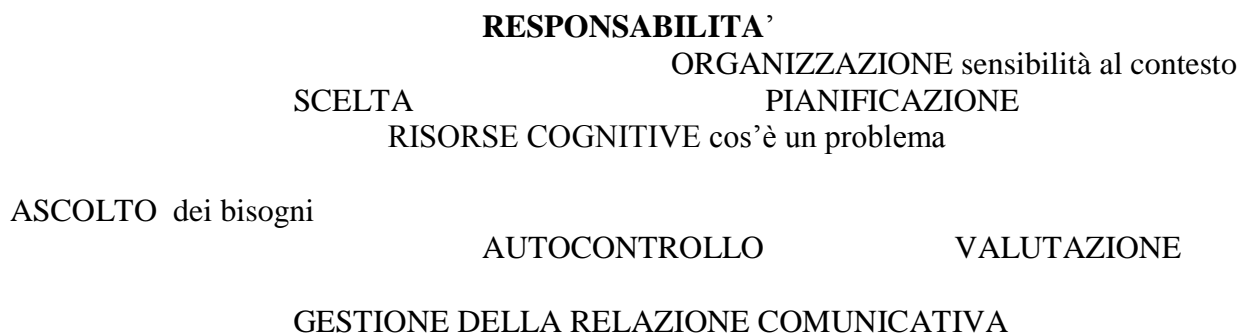 RESPONSABILITA’
ORGANIZZAZIONE sensibilità al contesto
SCELTA PIANIFICAZIONE
RISORSE COGNITIVE cos’è un problema
ASCOLTO dei bisogni
AUTOCONTROLLO VALUTAZIONE
GESTIONE DELLA RELAZIONE COMUNICATIVA